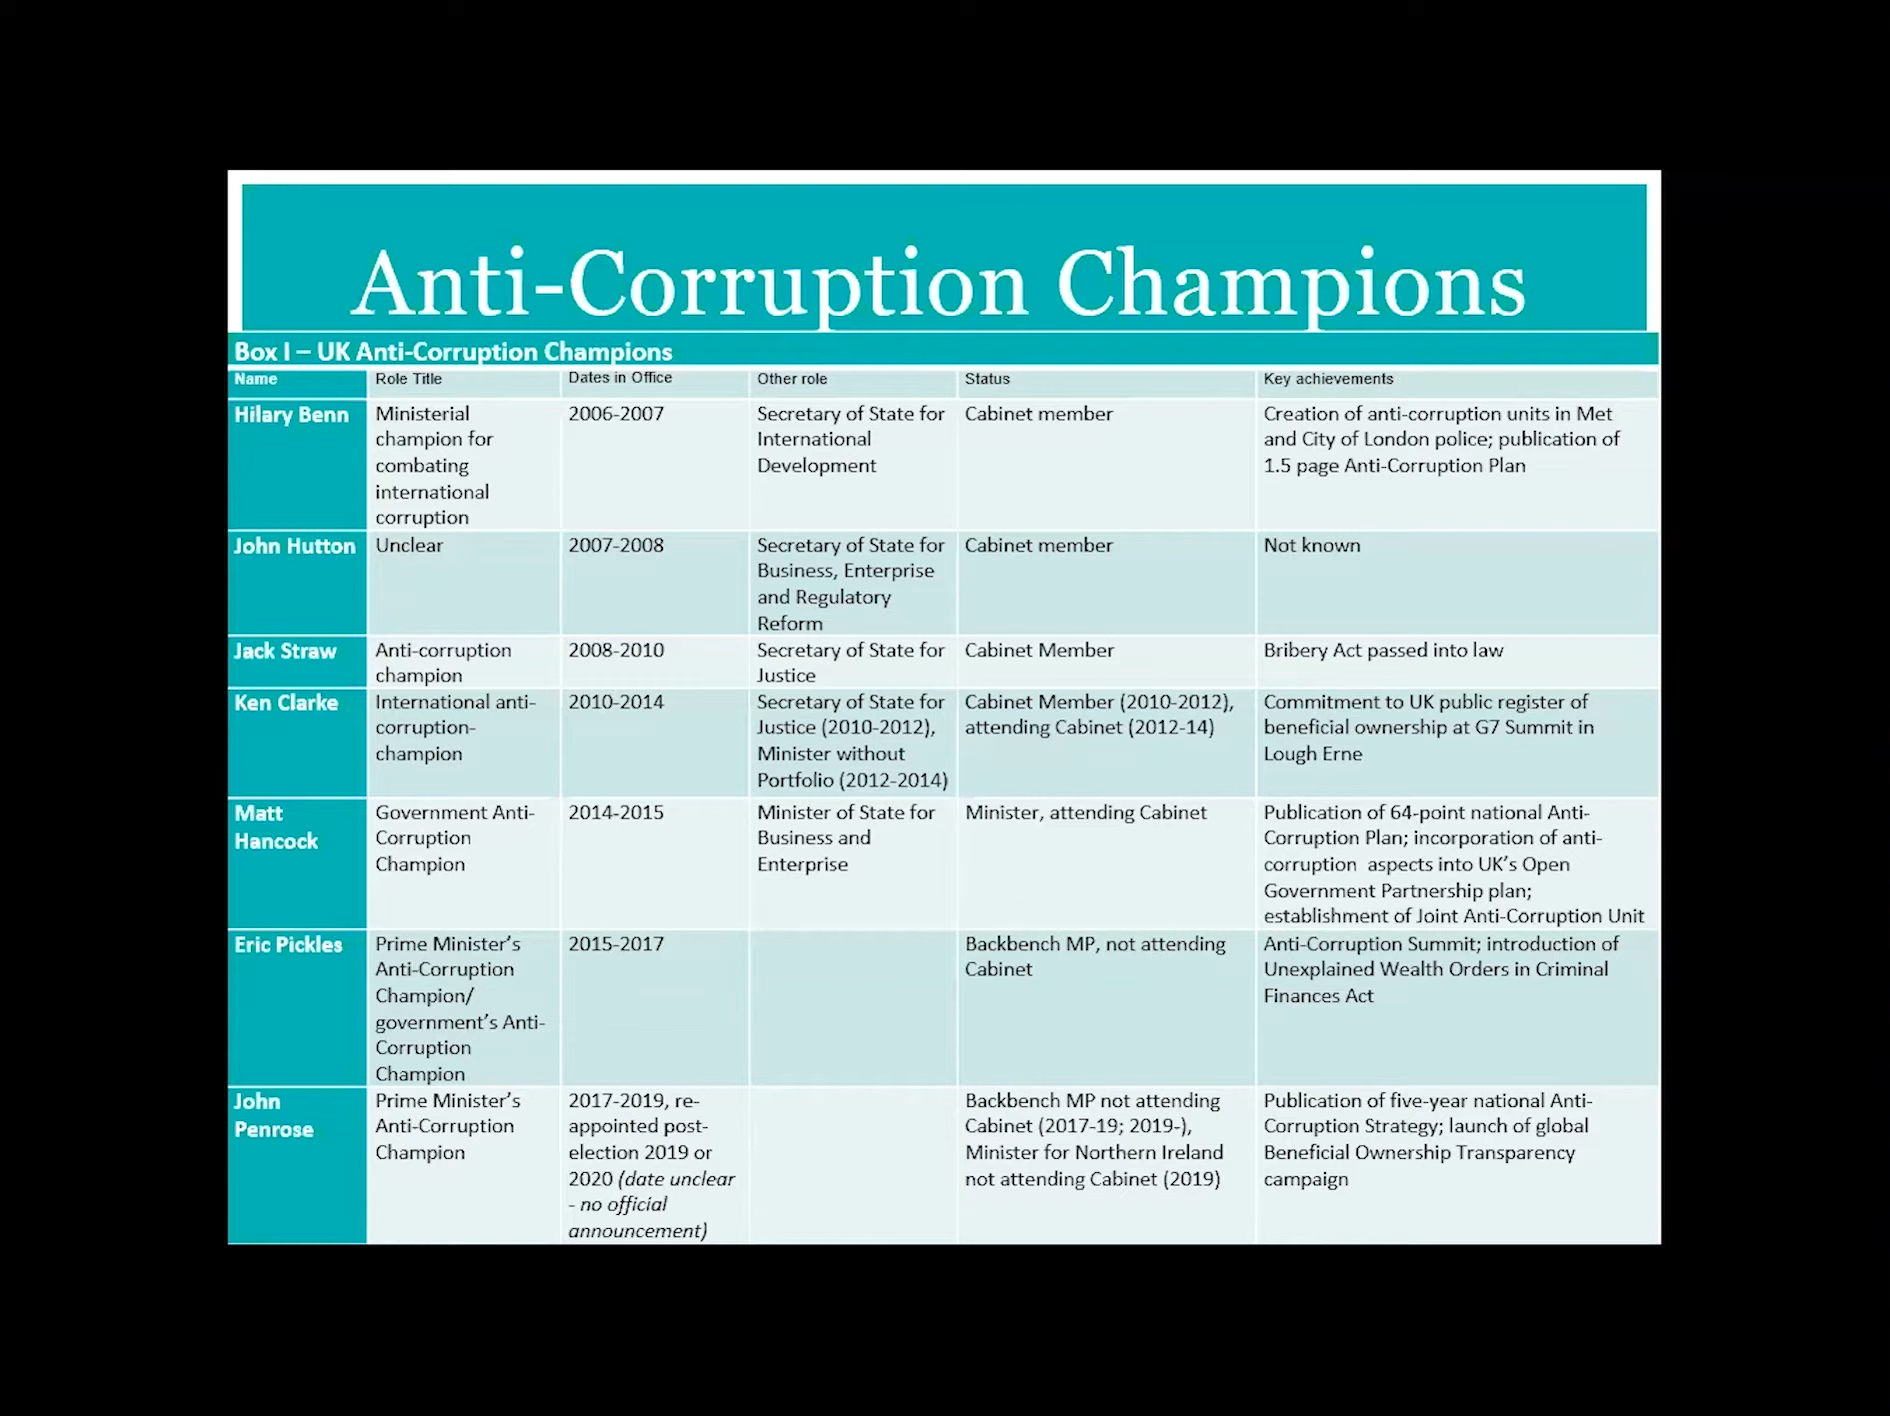 Anti-Corruption Champions
Box I – UK Anti-Corruption Champions
Name Role Title Dates in Office Other role Status Key achievements
Hilary Benn
Ministerial
champion for
combating
international
corruption
2006-2007
Secretary of State for
International
Development
Cabinet member
Creation of anti-corruption units in Met
and City of London police; publication of
1.5 page Anti-Corruption Plan
John Hutton
Unclear
2007-2008
Secretary of State for
Business, Enterprise
and Regulatory
Reform
Cabinet member
Not known
Jack Straw
Anti-corruption
champion
2008-2010
Secretary of State for
Justice
Cabinet Member
Bribery Act passed into law
Ken Clarke
International anti-
corruption-
champion
2010-2014
Secretary of State for
Justice (2010-2012),
Minister without
Portfolio (2012-2014)
Cabinet Member (2010-2012),
attending Cabinet (2012-14)
Commitment to UK public register of
beneficial ownership at G7 Summit in
Lough Erne
Matt
Hancock
Government Anti-
Corruption
Champion
2014-2015
Minister of State for
Business and
Enterprise
Minister, attending Cabinet
Publication of 64-point national Anti-
Corruption Plan; incorporation of anti-
corruption aspects into UK's Open
Government Partnership plan;
establishment of Joint Anti-Corruption Unit
Eric Pickles
Prime Minister's
Anti-Corruption
Champion/
government's Anti-
Corruption
Champion
2015-2017
Backbench MP, not attending
Cabinet
Anti-Corruption Summit; introduction of
Unexplained Wealth Orders in Criminal
Finances Act
John
Penrose
Prime Minister's
Anti-Corruption
Champion
2017-2019, re-
appointed post-
election 2019 or
2020 (date unclear
- no official
announcement)
Backbench MP not attending
Cabinet (2017-19; 2019-),
Minister for Northern Ireland
not attending Cabinet (2019)
Publication of five-year national Anti-
Corruption Strategy; launch of global
Beneficial Ownership Transparency
campaign